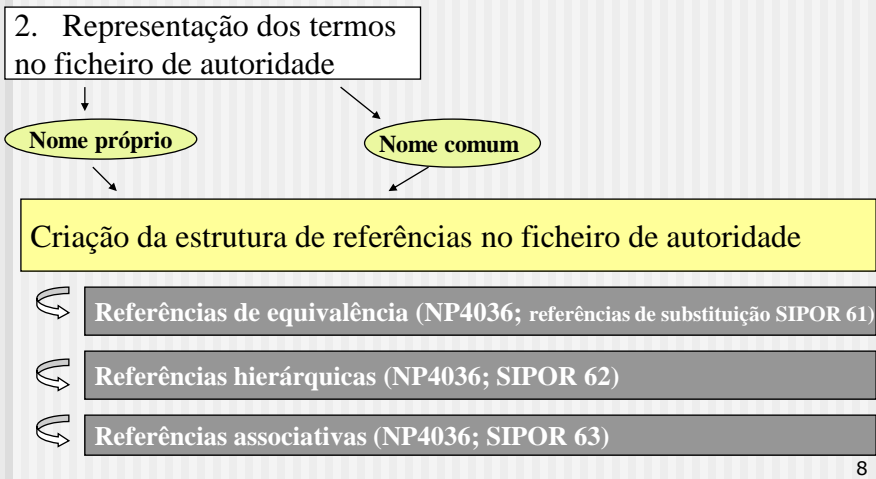 2. Representação dos termos
no ficheiro de autoridade
Nome próprio
Nome comum
Criação da estrutura de referências no ficheiro de autoridade
Referências de equivalência (NP4036; referências de substituição SIPOR 61)
Referências hierárquicas (NP4036; SIPOR 62)
Referências associativas (NP4036; SIPOR 63)
8